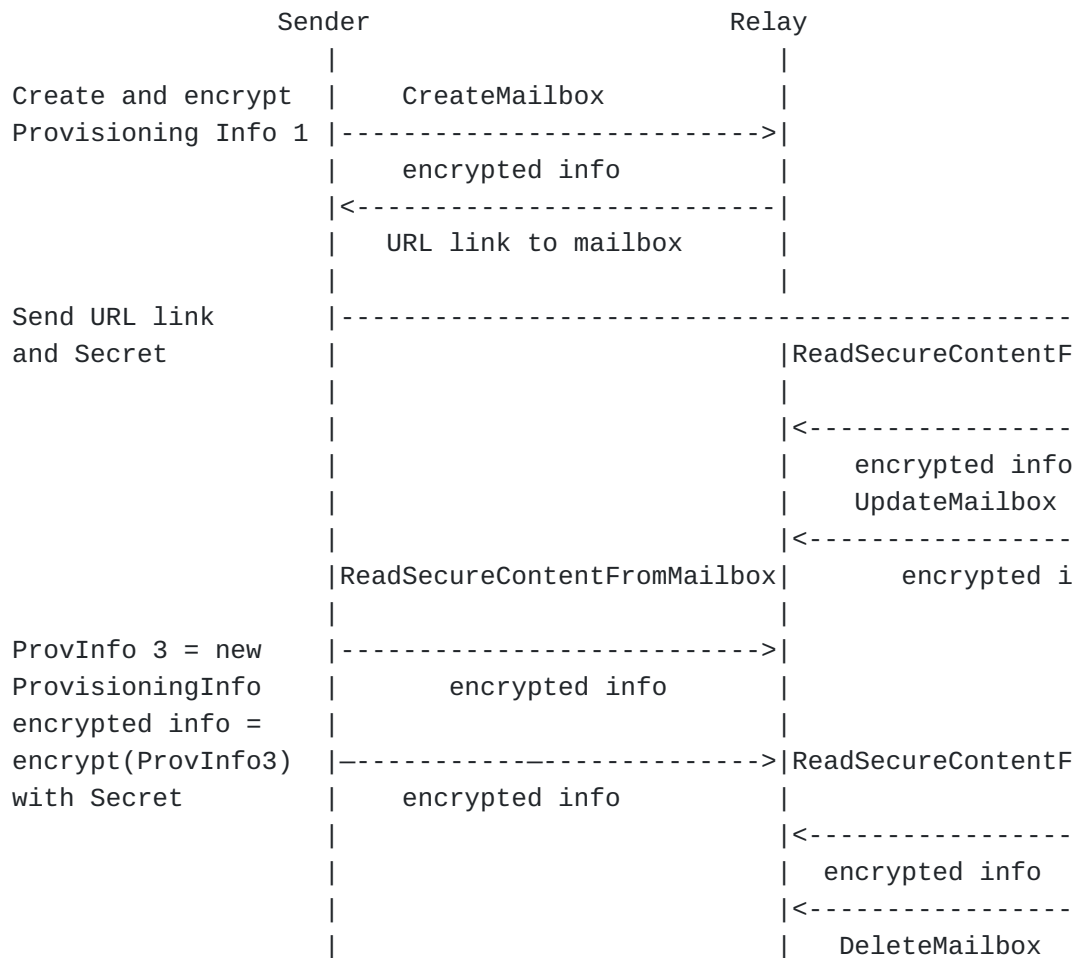 Sender                       Relay
                    |                            |
Create and encrypt  |    CreateMailbox           |
Provisioning Info 1 |--------------------------->|
                    |    encrypted info          |
                    |<---------------------------|
                    |   URL link to mailbox      |
                    |                            |
Send URL link       |-----------------------------------------------
and Secret          |                            |ReadSecureContentF
                    |                            |
                    |                            |<-----------------
                    |                            |    encrypted info
                    |                            |    UpdateMailbox
                    |                            |<-----------------
                    |ReadSecureContentFromMailbox|       encrypted i
                    |                            |
ProvInfo 3 = new    |--------------------------->|
ProvisioningInfo    |       encrypted info       |
encrypted info =    |                            |
encrypt(ProvInfo3)  |—-----------—-------------->|ReadSecureContentF
with Secret         |    encrypted info          |
                    |                            |<-----------------
                    |                            |  encrypted info
                    |                            |<-----------------
                    |                            |   DeleteMailbox